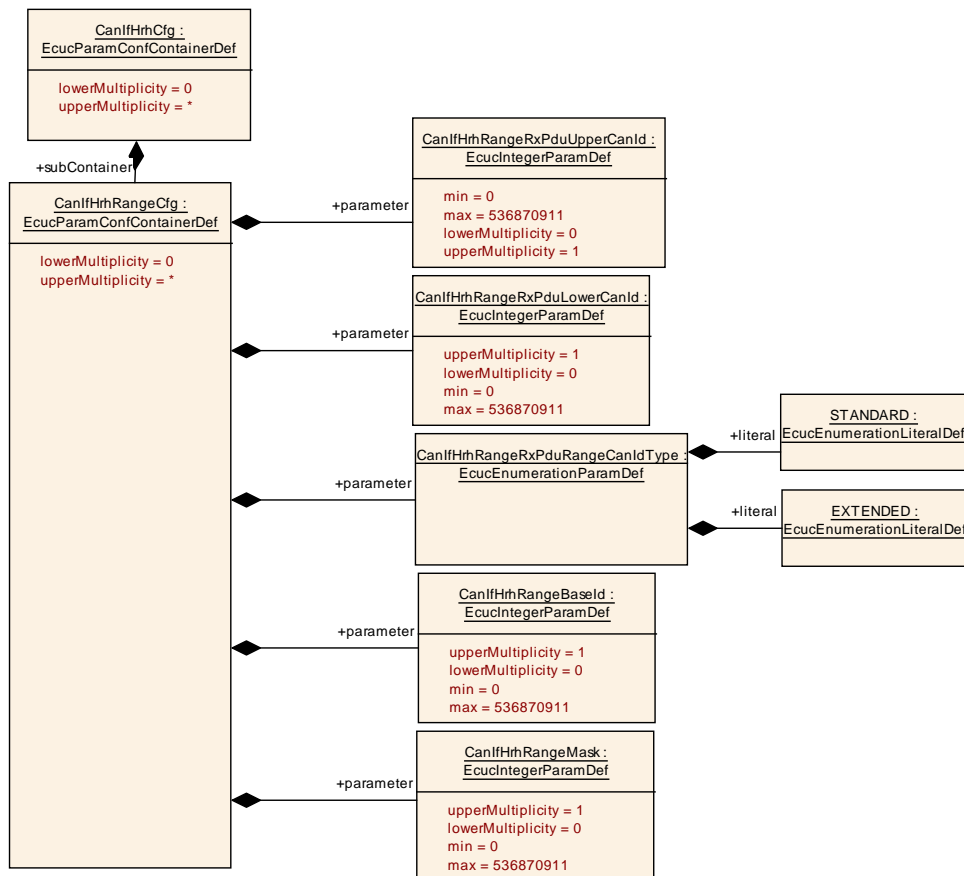 CanIfHrhCfg :
EcucParamConfContainerDef
lowerMultiplicity = 0
upperMultiplicity = *
+subContainer
CanIfHrhRangeCfg :
EcucParamConfContainerDef
lowerMultiplicity = 0
upperMultiplicity = *
+parameter
CanIfHrhRangeRxPduUpperCanId :
EcucIntegerParamDef
min = 0
max = 536870911
lowerMultiplicity = 0
upperMultiplicity = 1
+parameter
CanIfHrhRangeRxPduLowerCanId :
EcucIntegerParamDef
upperMultiplicity = 1
lowerMultiplicity = 0
min = 0
max = 536870911
+parameter
CanIfHrhRangeRxPduRangeCanIdType :
EcucEnumerationParamDef
+literal
STANDARD :
EcucEnumerationLiteralDef
+literal
EXTENDED :
EcucEnumerationLiteralDef
+parameter
CanIfHrhRangeBaseId :
EcucIntegerParamDef
upperMultiplicity = 1
lowerMultiplicity = 0
min = 0
max = 536870911
+parameter
CanIfHrhRangeMask :
EcucIntegerParamDef
upperMultiplicity = 1
lowerMultiplicity = 0
min = 0
max = 536870911